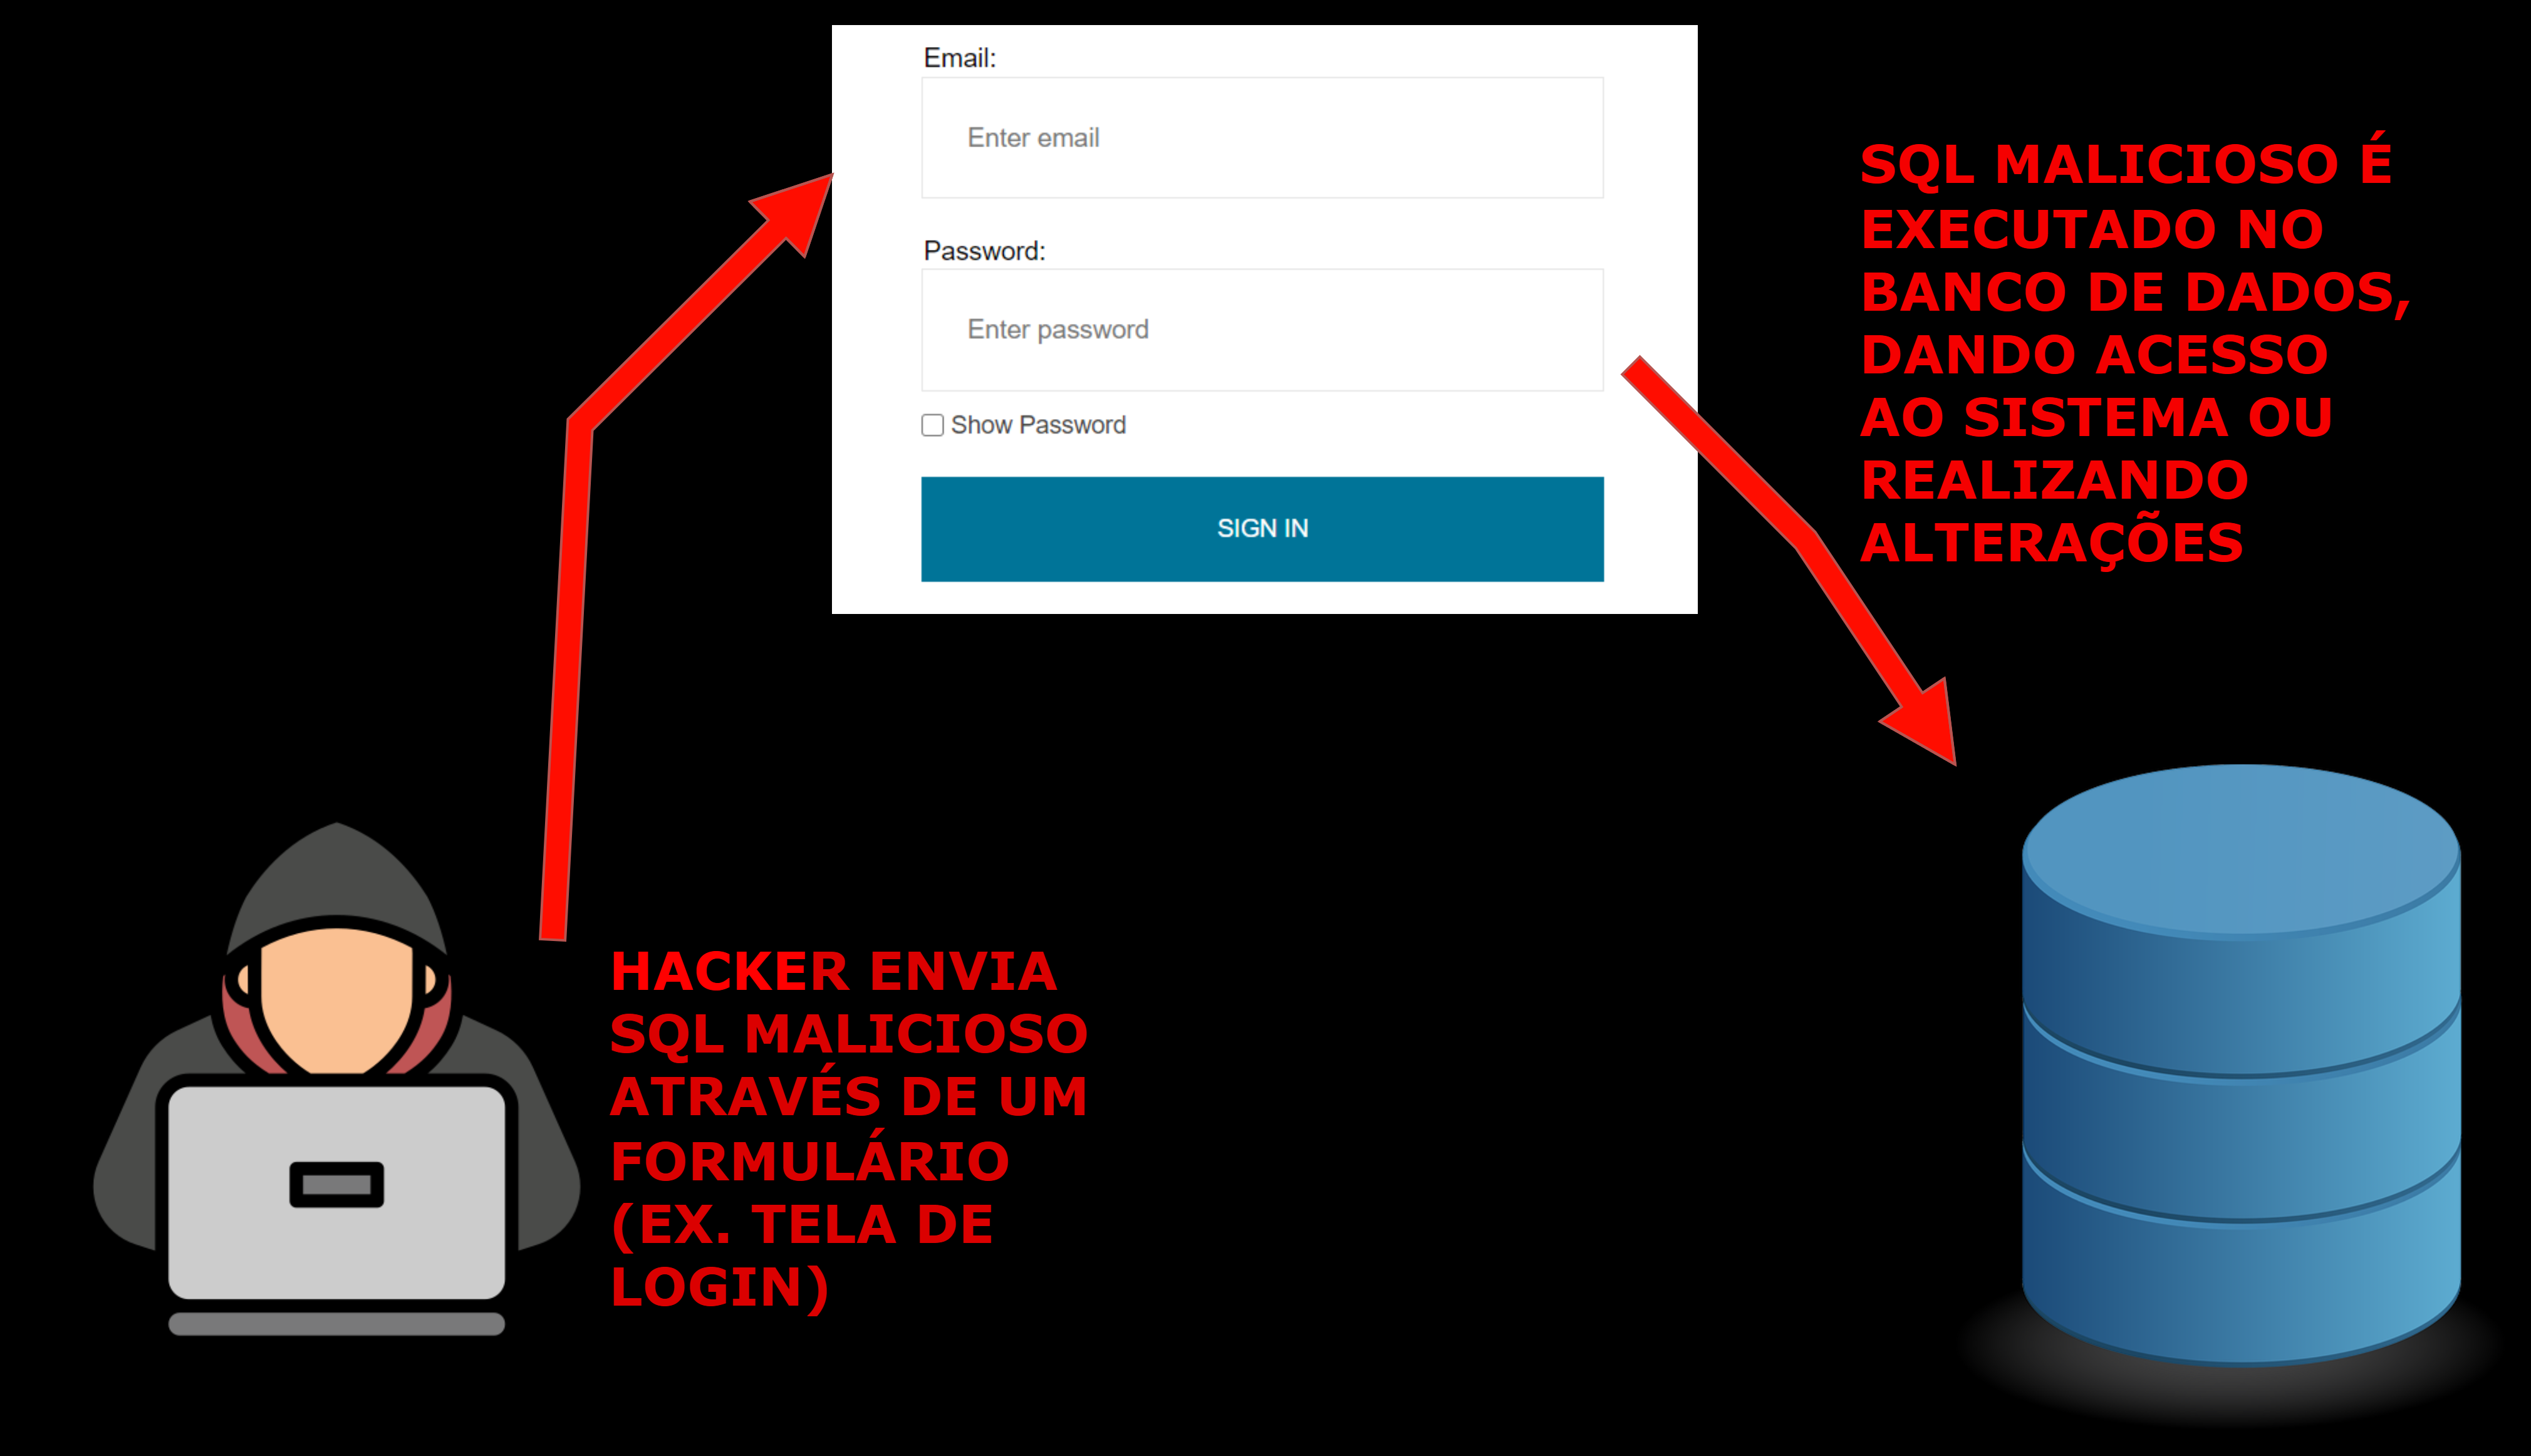 Email:
Enter email
Password:
Enter password
Show Password
SIGN IN
SQL MALICIOSO É
EXECUTADO NO
BANCO DE DADOS,
DANDO ACESSO
AO SISTEMA OU
REALIZANDO
ALTERAÇÕES
HACKER ENVIA
SQL MALICIOSO
ATRAVÉS DE UM
FORMULÁRIO
(EX. TELA DE
LOGIN)